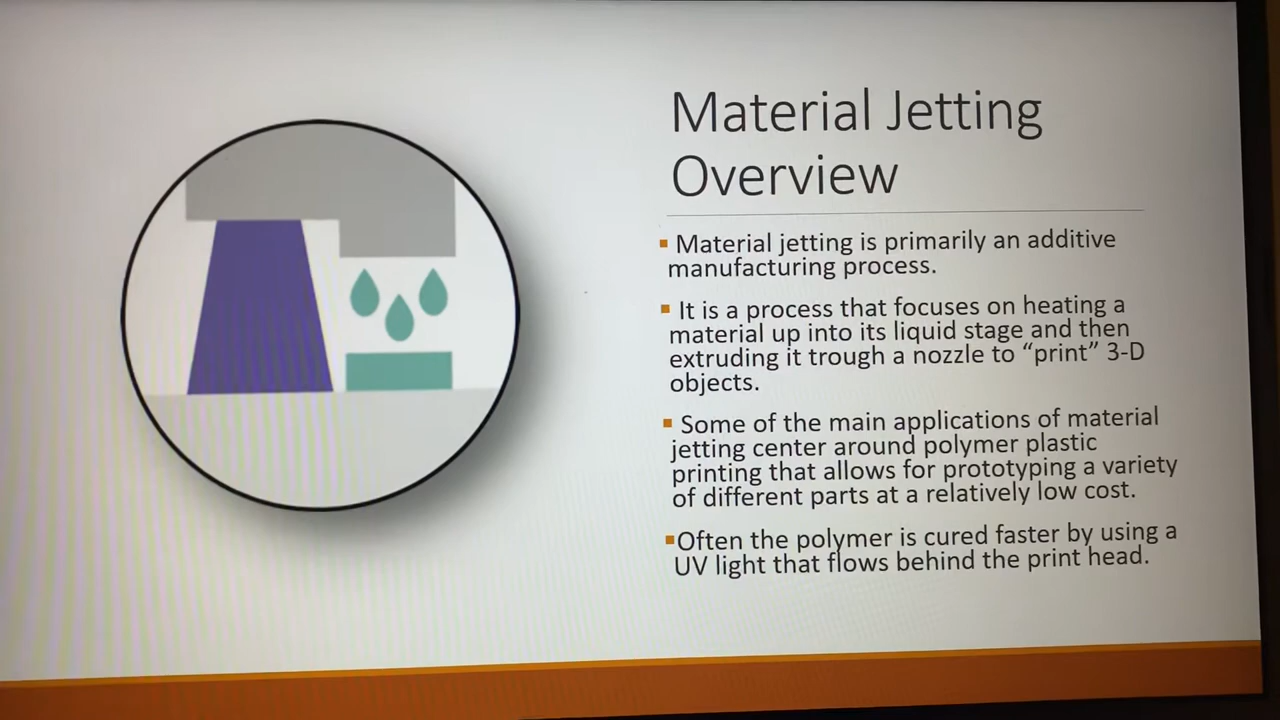 Material Jetting
Overview
Material jetting is primarily an additive
manufacturing process.
It is a process that focuses on heating a
material up into its liquid stage and then
extruding it trough a nozzle to “print” 3-D
objects.
Some of the main applications of material
jetting center around polymer plastic
printing that allows for prototyping a variety
of different parts at a relatively low cost.
Often the polymer is cured faster by using a
UV light that flows behind the print head.